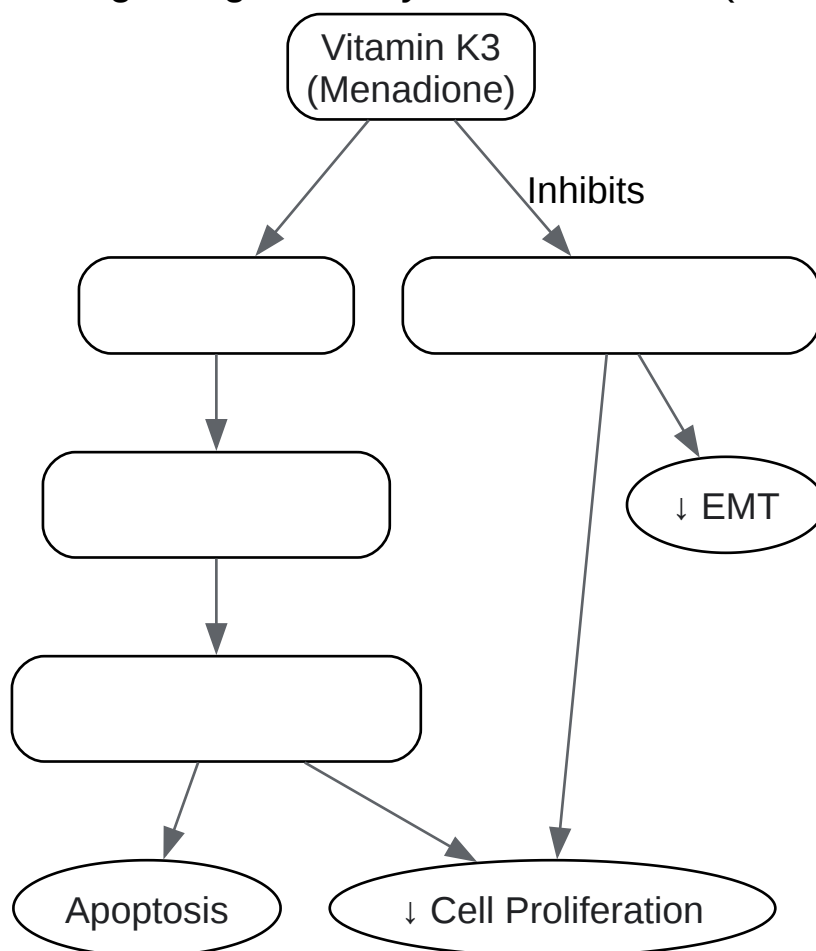 Vitamin K3
(Menadione)
Inhibits
↓ EMT
Apoptosis
↓ Cell Proliferation